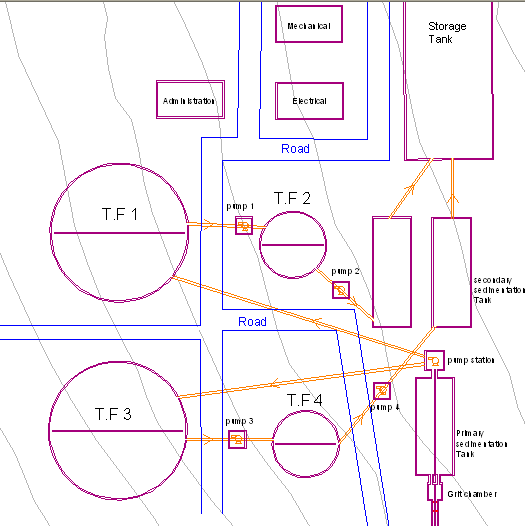 Mechanical
Storage
Tank
Administration
Electrical
Road
T.F 1
pump 1
T.F 2
pump 2
secondary
sedimentation
Tank
Road
pump station
T.F 3
T.F 4
pump 4
pump 3
Primary
sedimentation
Tank
Grit chamber